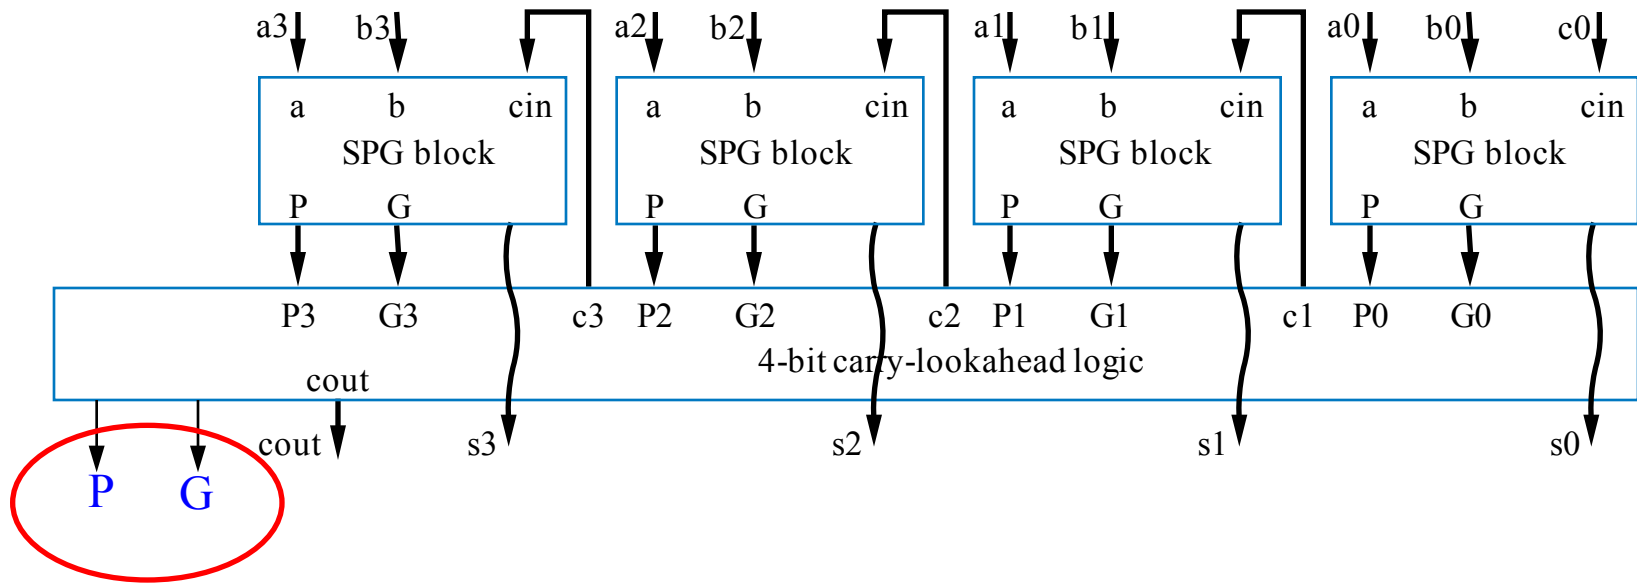 a3 b3 a2 b2 a1 b1 a0 b0 c0
a b cin a b cin a b cin a b cin
SPG block SPG block SPG block SPG block
P G P G P G P G
P3 G3 c3 P2 G2 c2 P1 G1 c1 P0 G0
4-bit carry-lookahead logic
cout
cout s3 s2 s1 s0
P G